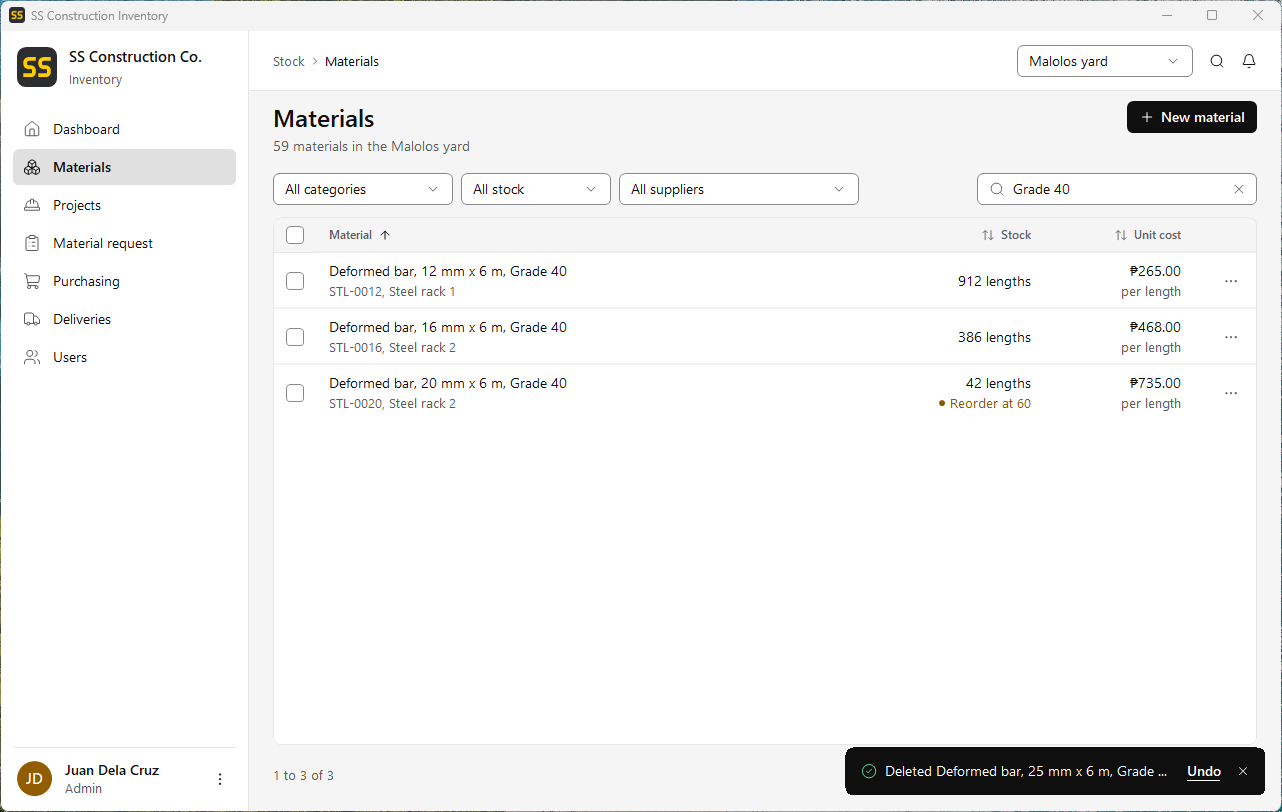 SS Construction Inventory
SS
SS Construction Co.
Inventory
Dashboard
Materials
Projects
Material request
Purchasing
Deliveries
Users
JD
Juan Dela Cruz
Admin
Stock > Materials
Malolos yard
Materials
59 materials in the Malolos yard
+ New material
All categories
All stock
All suppliers
Grade 40
Material
Stock
Unit cost
Deformed bar, 12 mm x 6 m, Grade 40
STL-0012, Steel rack 1
912 lengths
₱265.00
per length
Deformed bar, 16 mm x 6 m, Grade 40
STL-0016, Steel rack 2
386 lengths
₱468.00
per length
Deformed bar, 20 mm x 6 m, Grade 40
STL-0020, Steel rack 2
42 lengths
Reorder at 60
₱735.00
per length
1 to 3 of 3
Deleted Deformed bar, 25 mm x 6 m, Grade ...
Undo